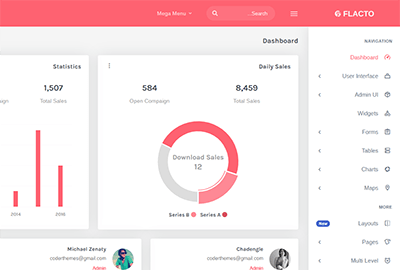 FLACTO
Search...
Mega Menu
NAVIGATION
Dashboard
User Interface
Admin UI
Widgets
Forms
Tables
Charts
Maps
MORE
Layouts
New
Pages
Multi Level
Dashboard
Daily Sales
8,459
584
Total Sales
Open Compaign
Download Sales
12
Series B
Series A
Statistics
1,507
Total Sales
2014
2016
Chadengle
coderthemes@gmail.com
Admin
Michael Zenaty
coderthemes@gmail.com
Admin